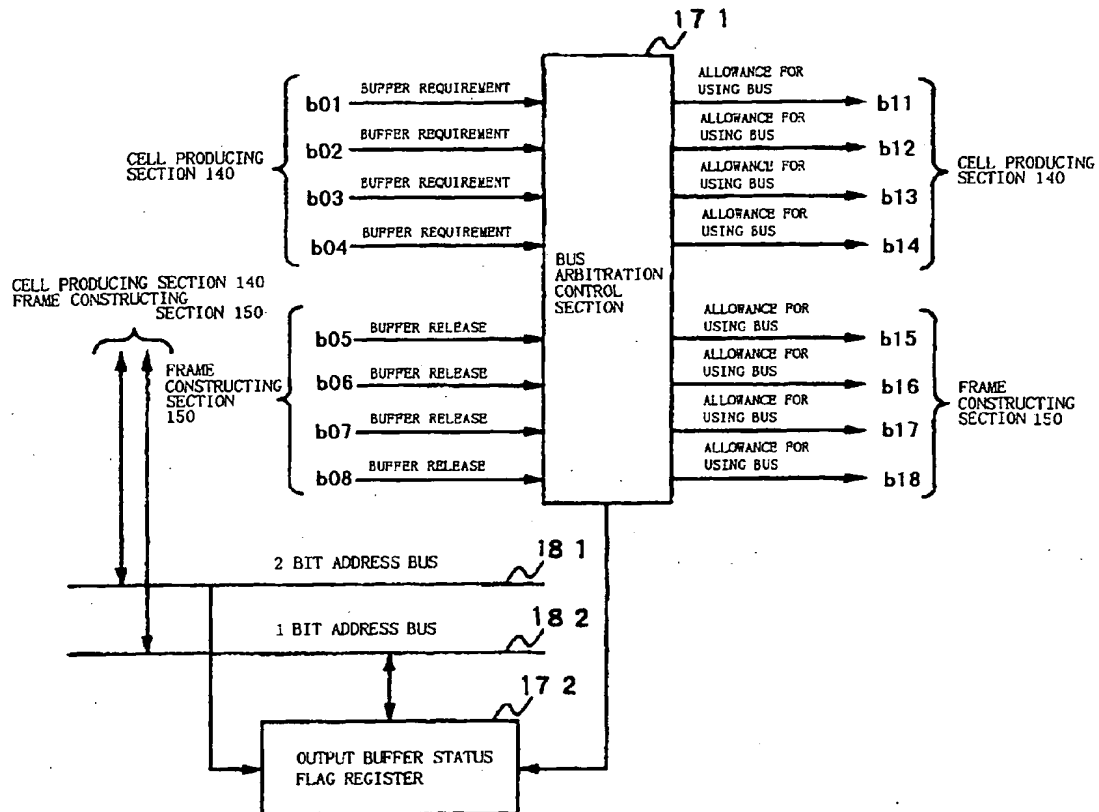 17 1
BUFFER REQUIREMENT
ALLOWANCE FOR
USING BUS
b01
b11
BUFFER REQUIREMENT
ALLOWANCE FOR
USING BUS
b02
b12
CELL PRODUCING
SECTION 140
CELL PRODUCING
SECTION 140
BUFFER REQUIREMENT
ALLOWANCE FOR
USING BUS
b03
b13
BUFFER REQUIREMENT
ALLOWANCE FOR
USING BUS
b04
b14
BUS
ARBITRATION
CONTROL
SECTION
CELL PRODUCING SECTION 140
FRAME CONSTRUCTING
SECTION 150
BUFFER RELEASE
ALLOWANCE FOR
USING BUS
b05
b15
BUFFER RELEASE
ALLOWANCE FOR
USING BUS
b06
b16
FRAME
CONSTRUCTING
SECTION
150
FRAME
CONSTRUCTING
SECTION 150
BUFFER RELEASE
ALLOWANCE FOR
USING BUS
b07
b17
BUFFER RELEASE
ALLOWANCE FOR
USING BUS
b08
b18
2 BIT ADDRESS BUS
18 1
1 BIT ADDRESS BUS
18 2
17 2
OUTPUT BUFFER STATUS
FLAG REGISTER